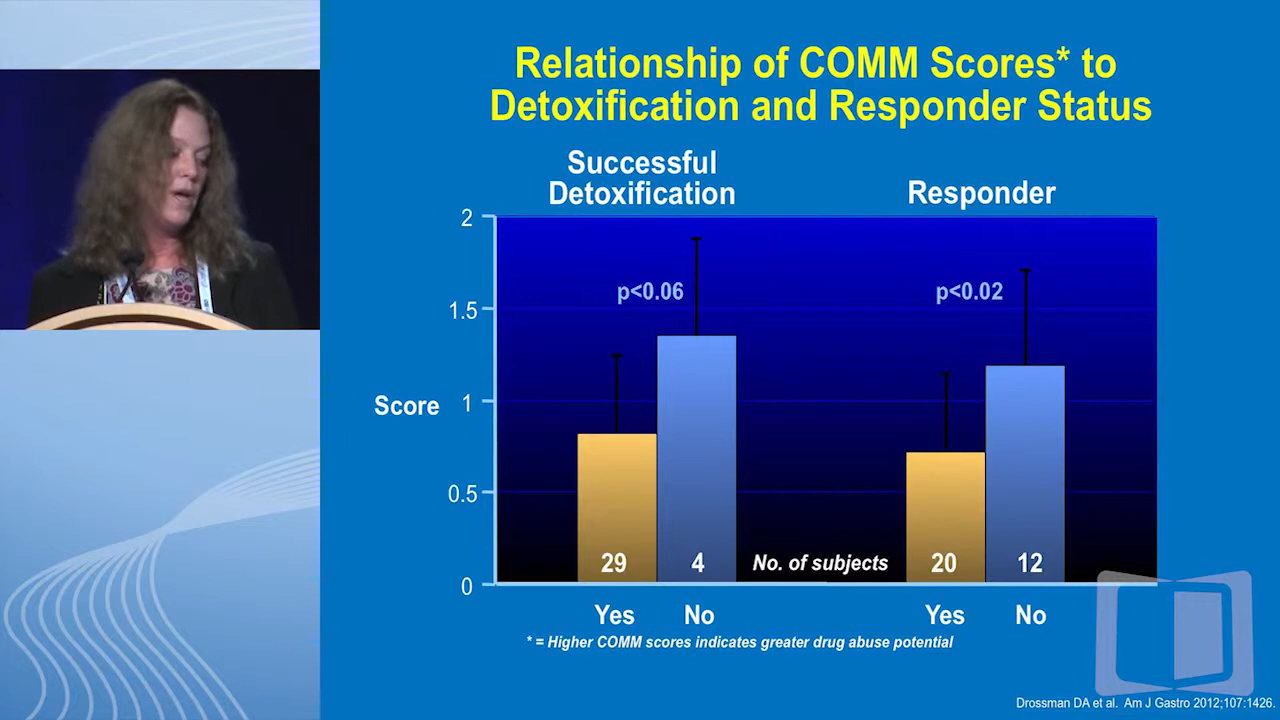 Relationship of COMM Scores* to
Detoxification and Responder Status
Successful
Detoxification
Responder
2
1.5
1
0.5
0
Score
p<0.06
p<0.02
29
4
No. of subjects
20
12
Yes
No
Yes
No
* = Higher COMM scores indicates greater drug abuse potential
Drossman DA et al. Am J Gastro 2012;107:1426.